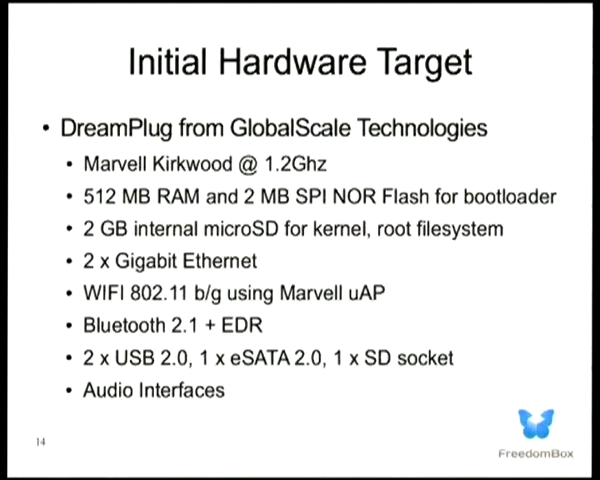 Initial Hardware Target
• DreamPlug from GlobalScale Technologies
• Marvell Kirkwood @ 1.2Ghz
• 512 MB RAM and 2 MB SPI NOR Flash for bootloader
• 2 GB internal microSD for kernel, root filesystem
• 2 x Gigabit Ethernet
• WIFI 802.11 b/g using Marvell uAP
• Bluetooth 2.1 + EDR
• 2 x USB 2.0, 1 x eSATA 2.0, 1 x SD socket
• Audio Interfaces
14
FreedomBox